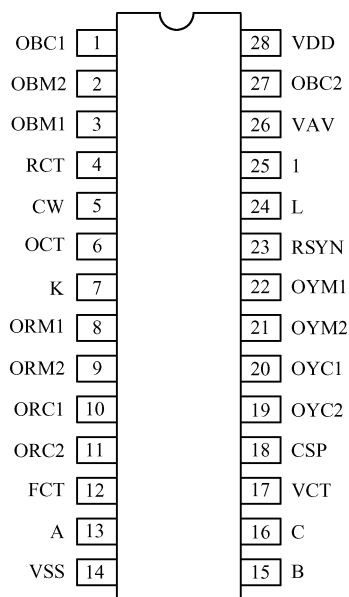 OBC1 1 28 VDD
OBM2 2 27 OBC2
OBM1 3 26 VAV
RCT 4 25 1
CW 5 24 L
OCT 6 23 RSYN
K 7 22 OYM1
ORM1 8 21 OYM2
ORM2 9 20 OYC1
ORC1 10 19 OYC2
ORC2 11 18 CSP
FCT 12 17 VCT
A 13 16 C
VSS 14 15 B